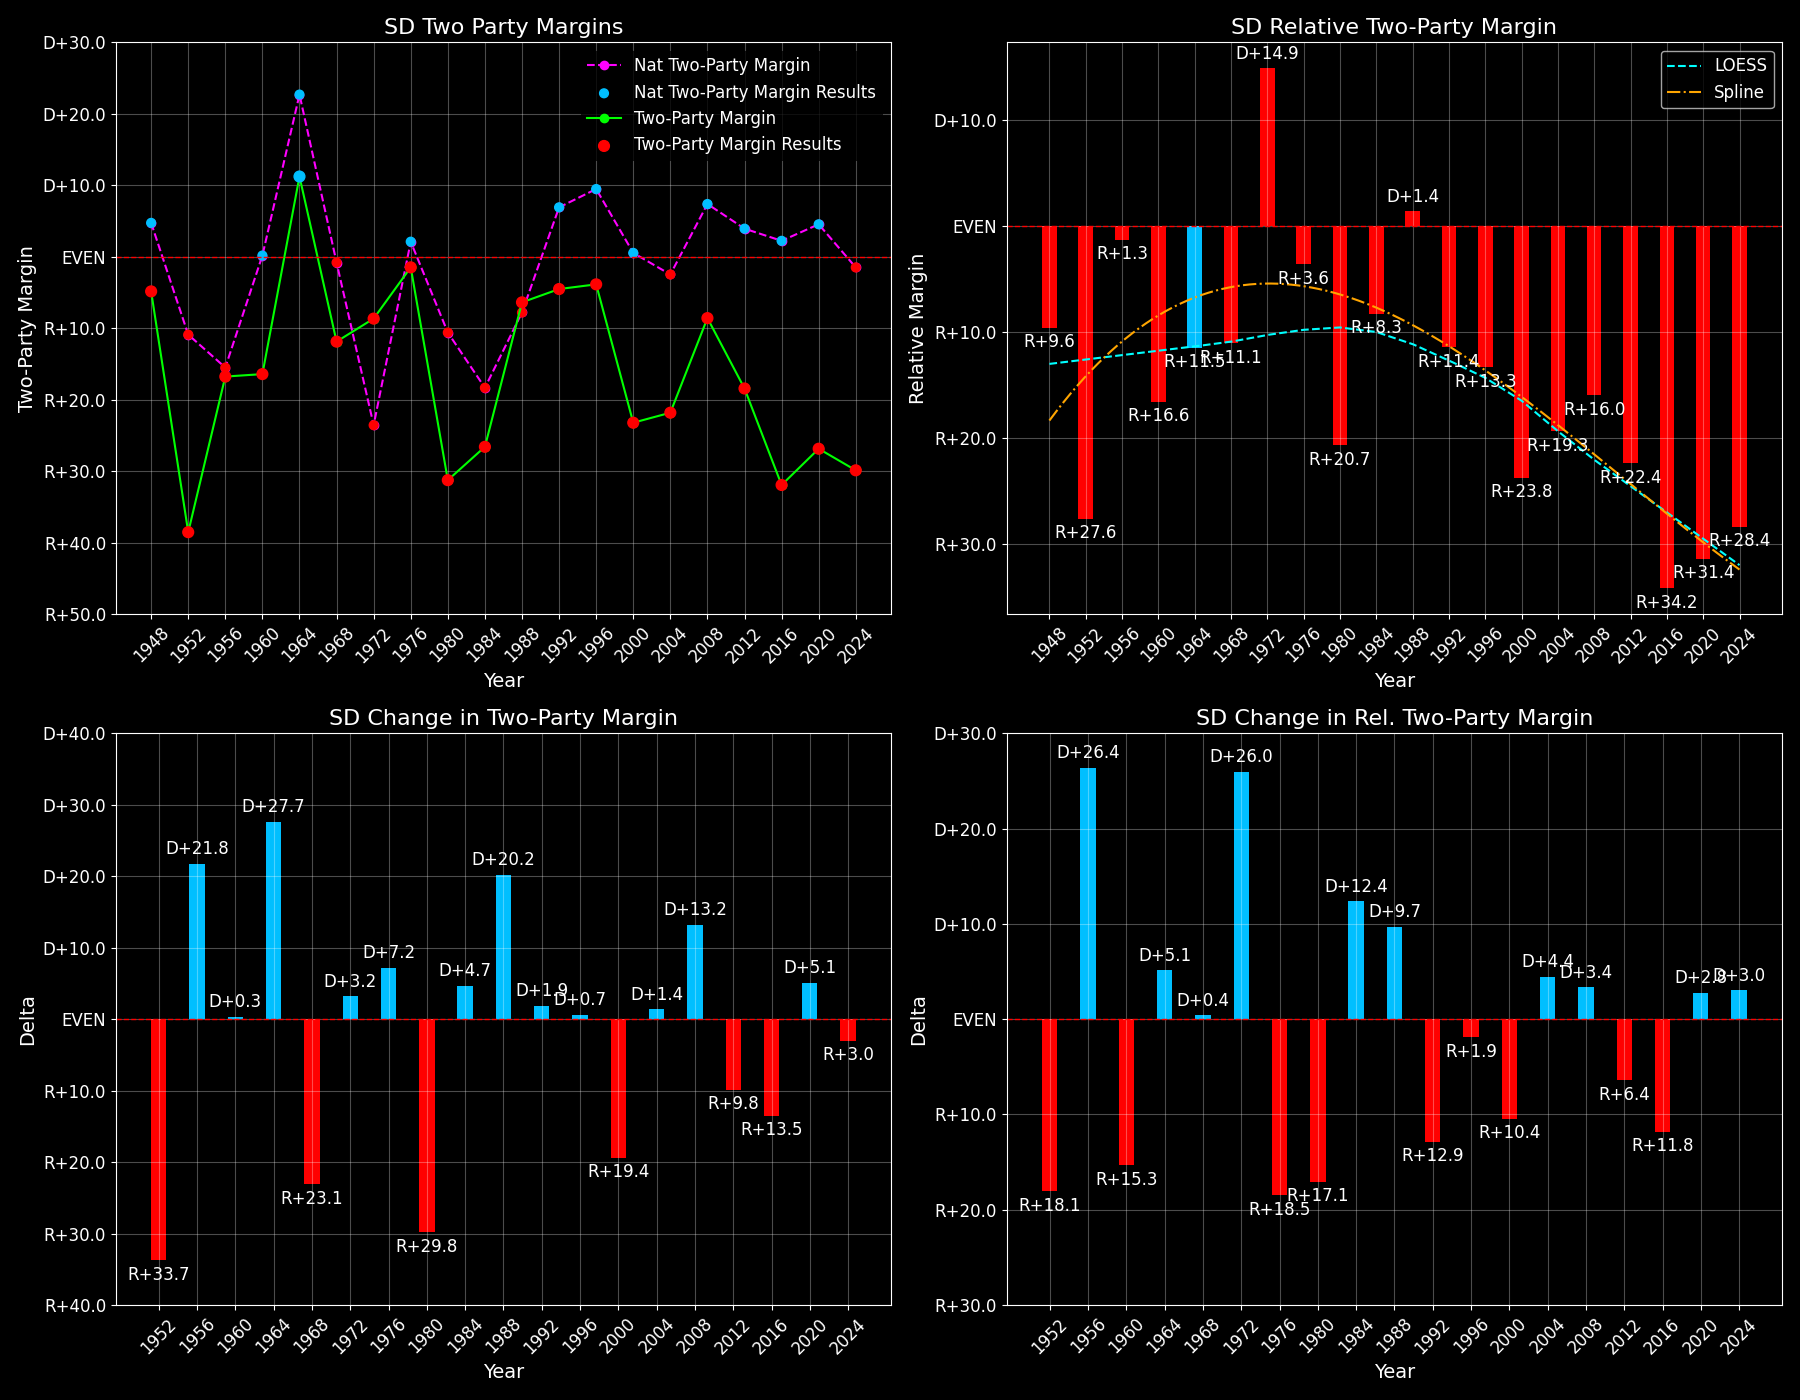 SD Two Party Margins
D+30.0
D+20.0
D+10.0
EVEN
R+10.0
R+20.0
R+30.0
R+40.0
R+50.0
Two-Party Margin
Nat Two-Party Margin
Nat Two-Party Margin Results
Two-Party Margin
Two-Party Margin Results
1948
1952
1956
1960
1964
1968
1972
1976
1980
1984
1988
1992
1996
2000
2004
2008
2012
2016
2020
2024
Year
SD Relative Two-Party Margin
D+10.0
EVEN
R+10.0
R+20.0
R+30.0
Relative Margin
LOESS
Spline
R+9.6
R+27.6
R+1.3
R+16.6
R+11.5
R+11.1
D+14.9
R+3.6
R+20.7
R+8.3
D+1.4
R+11.4
R+13.3
R+23.8
R+19.3
R+16.0
R+22.4
R+34.2
R+31.4
R+28.4
1948
1952
1956
1960
1964
1968
1972
1976
1980
1984
1988
1992
1996
2000
2004
2008
2012
2016
2020
2024
Year
SD Change in Two-Party Margin
D+40.0
D+30.0
D+20.0
D+10.0
EVEN
R+10.0
R+20.0
R+30.0
R+40.0
Delta
R+33.7
D+21.8
D+0.3
D+27.7
R+23.1
D+3.2
D+7.2
R+29.8
D+4.7
D+20.2
D+1.9
D+0.7
R+19.4
D+1.4
D+13.2
R+9.8
R+13.5
D+5.1
R+3.0
1952
1956
1960
1964
1968
1972
1976
1980
1984
1988
1992
1996
2000
2004
2008
2012
2016
2020
2024
Year
SD Change in Rel. Two-Party Margin
D+30.0
D+20.0
D+10.0
EVEN
R+10.0
R+20.0
R+30.0
Delta
R+18.1
D+26.4
R+15.3
D+5.1
D+0.4
D+26.0
R+18.5
R+17.1
D+12.4
D+9.7
R+12.9
R+1.9
R+10.4
D+4.4
D+3.4
R+6.4
R+11.8
D+2.8
D+3.0
1952
1956
1960
1964
1968
1972
1976
1980
1984
1988
1992
1996
2000
2004
2008
2012
2016
2020
2024
Year